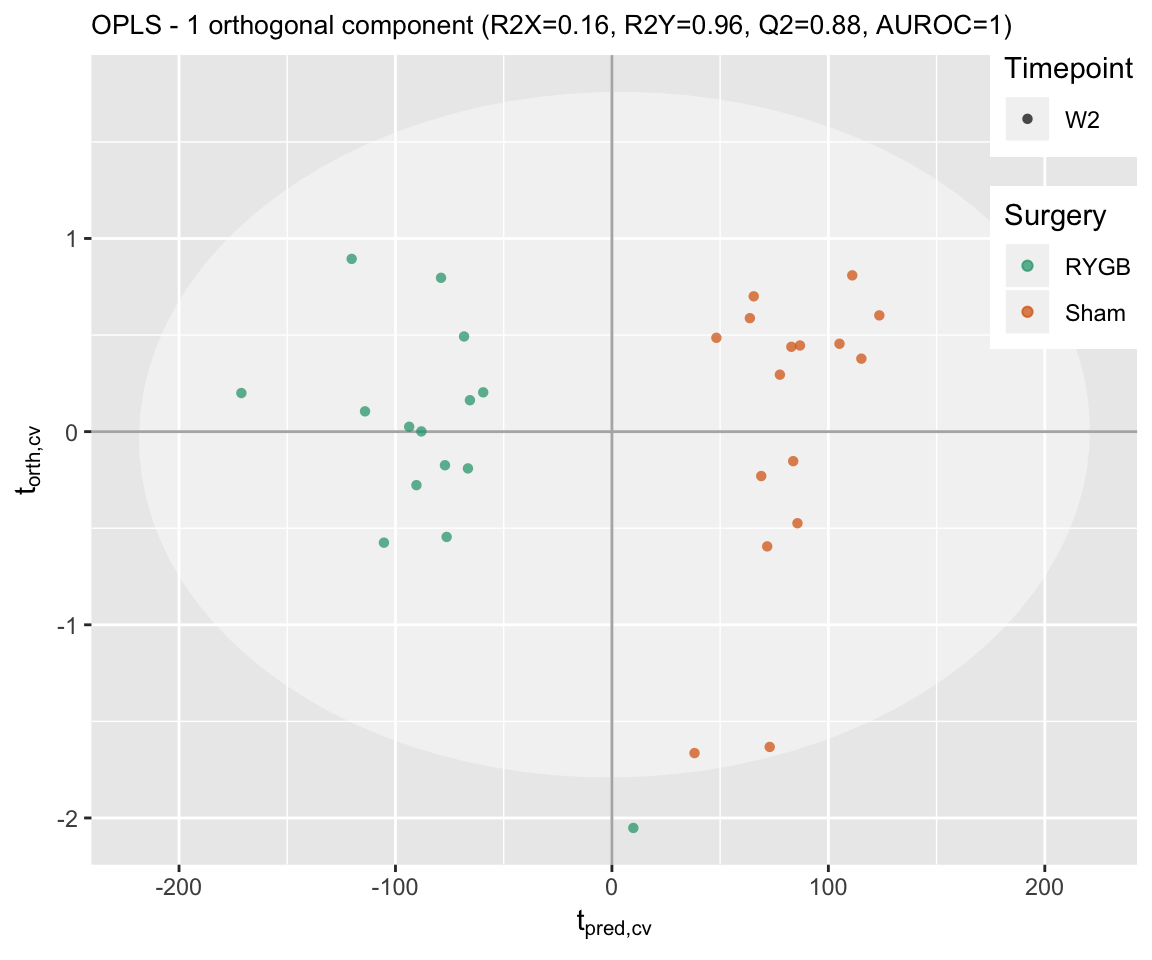 OPLS - 1 orthogonal component (R2X=0.16, R2Y=0.96, Q2=0.88, AUROC=1)
Timepoint
W2
Surgery
RYGB
Sham
1
0
-1
-2
torth,cv
-200 -100 0 100 200
tpred,cv